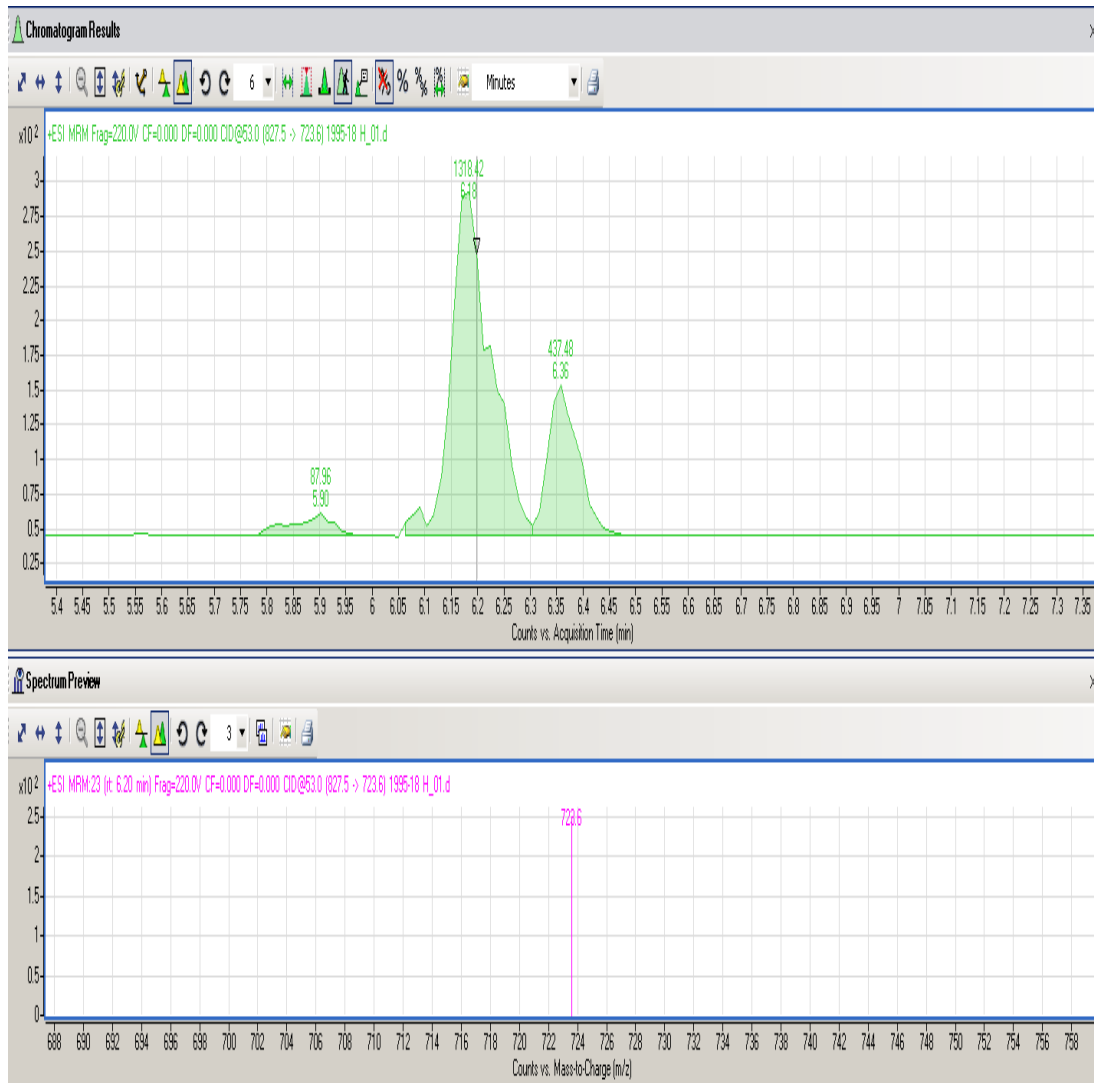 Chromatogram Results
6 % % Minutes
x10 2 +ESI MRM Frag=220.0V CF=0.000 DF=0.000 CID@53.0 (827.5 -> 723.6) 1995-18 H_01.d
1318.42
6.18
3
2.75
2.5
2.25
2
1.75
437.48
6.36
1.5
1.25
1
87.96
5.90
0.75
0.5
0.25
5.4 5.45 5.5 5.55 5.6 5.65 5.7 5.75 5.8 5.85 5.9 5.95 6 6.05 6.1 6.15 6.2 6.25 6.3 6.35 6.4 6.45 6.5 6.55 6.6 6.65 6.7 6.75 6.8 6.85 6.9 6.95 7 7.05 7.1 7.15 7.2 7.25 7.3 7.35
Counts vs. Acquisition Time (min)
Spectrum Preview
3
x10 2 +ESI MRM:23 (rt: 6.20 min) Frag=220.0V CF=0.000 DF=0.000 CID@53.0 (827.5 -> 723.6) 1995-18 H_01.d
2.5
723.6
2
1.5
1
0.5
0
688 690 692 694 696 698 700 702 704 706 708 710 712 714 716 718 720 722 724 726 728 730 732 734 736 738 740 742 744 746 748 750 752 754 756 758
Counts vs. Mass-to-Charge (m/z)